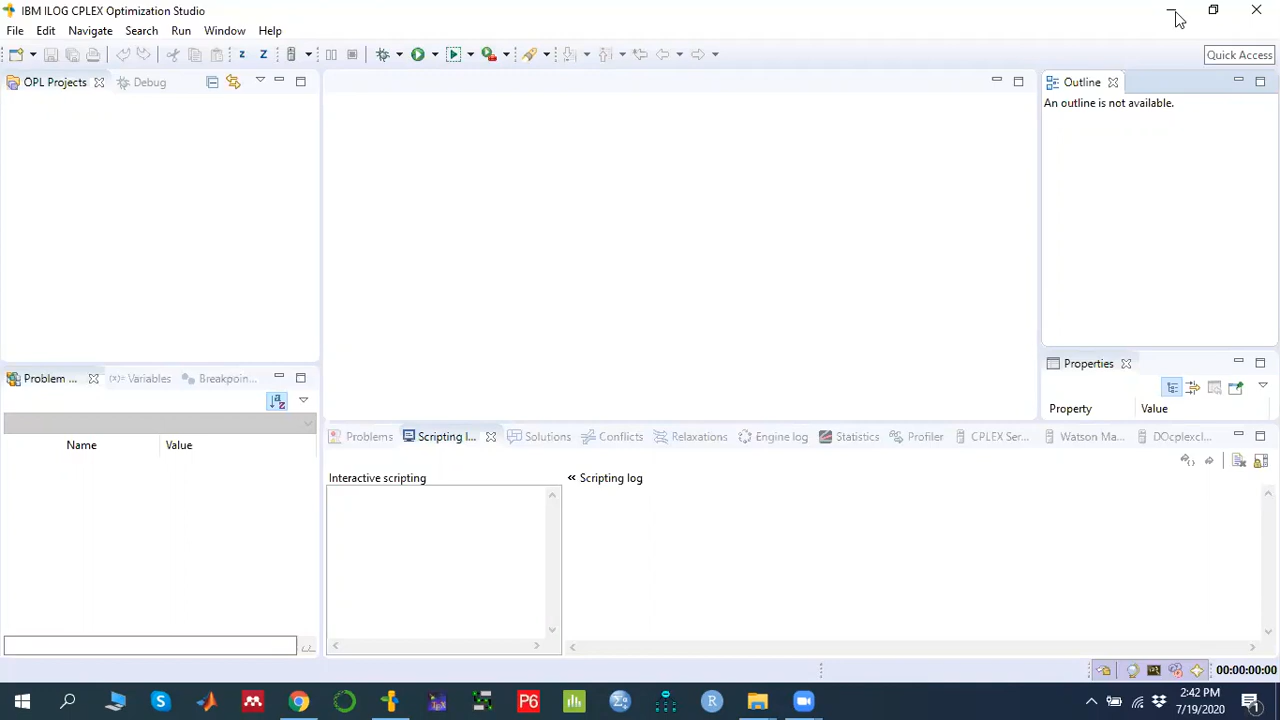 IBM ILOG CPLEX Optimization Studio
File Edit Navigate Search Run Window Help
Quick Access
OPL Projects Debug
Outline
An outline is not available.
Problem ... (x)= Variables Breakpoin...
Name Value
Properties
Property Value
Problems Scripting l... Solutions Conflicts Relaxations Engine log Statistics Profiler CPLEX Ser... Watson Ma... DOcplexcl...
Interactive scripting
« Scripting log
00:00:00:00
P6
R
2:42 PM
7/19/2020